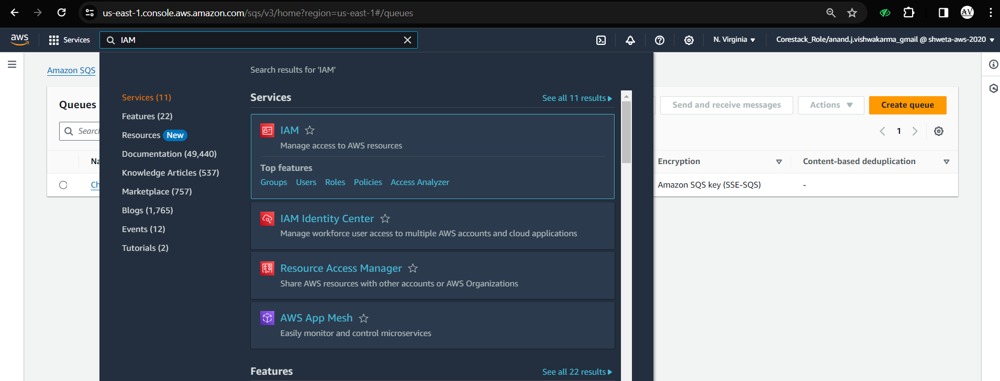 us-east-1.console.aws.amazon.com/sqs/v3/home?region=us-east-1#/queues
AV
aws
Services
IAM
N. Virginia
Corestack_Role/anand.j.vishwakarma_gmail @ shweta-aws-2020
Amazon SQS
Search results for 'IAM'
Services (11)
Features (22)
Resources New
Documentation (49,440)
Knowledge Articles (537)
Marketplace (757)
Blogs (1,765)
Events (12)
Tutorials (2)
Services
See all 11 results
IAM
Manage access to AWS resources
Top features
Groups Users Roles Policies Access Analyzer
IAM Identity Center
Manage workforce user access to multiple AWS accounts and cloud applications
Resource Access Manager
Share AWS resources with other accounts or AWS Organizations
AWS App Mesh
Easily monitor and control microservices
Features
See all 22 results
Queues
Send and receive messages
Actions
Create queue
Search
1
Na
Encryption
Content-based deduplication
Ch
Amazon SQS key (SSE-SQS)
-